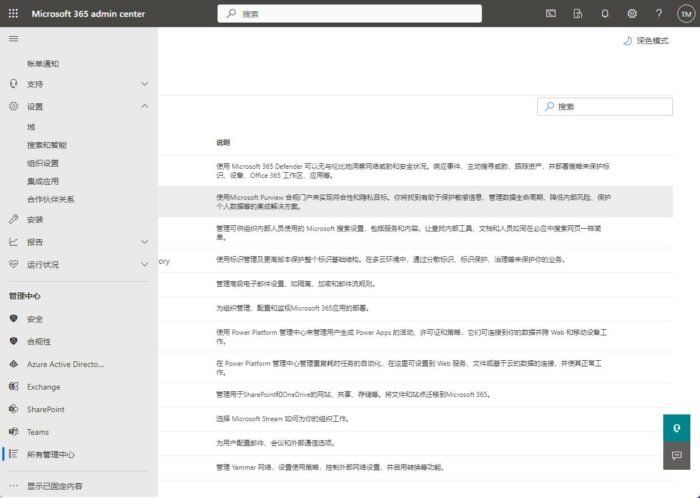 Microsoft 365 admin center
搜索
TM
深色模式
帐单通知
支持
设置
域
搜索和智能
组织设置
集成应用
合作伙伴关系
安装
报告
运行状况
管理中心
安全
合规性
Azure Active Directo...
Exchange
SharePoint
Teams
所有管理中心
显示已固定内容
搜索
说明
使用 Microsoft 365 Defender 可以无与伦比地洞察网络威胁和安全状况。响应事件、主动搜寻威胁、跟踪资产，并部署策略来保护标
识、设备、Office 365 工作区、应用等。
使用Microsoft Purview 合规门户来实现符合性和隐私目标。你将找到有助于保护敏感信息、管理数据生命周期、降低内部风险、保护
个人数据等的集成解决方案。
管理可供组织内部人员使用的 Microsoft 搜索设置，包括服务和内容。让查找内部工具、文档和人员如同在必应中搜索网页一样简
单。
ory
使用标识管理及更高版本保护整个标识基础结构。在多云环境中，通过分散标识、标识保护、治理等来保护你的业务。
管理高级电子邮件设置，如隔离、加密和邮件流规则。
为组织管理、配置和监视Microsoft 365应用的部署。
使用 Power Platform 管理中心来管理用户生成 Power Apps 的活动、许可证和策略，它们可连接到你的数据并跨 Web 和移动设备工
作。
在 Power Platform 管理中心管理重复耗时任务的自动化，在这里可设置到 Web 服务、文件或基于云的数据的连接，并使其正常工
作。
管理用于SharePoint和OneDrive的网站、共享、存储等。将文件和站点迁移到Microsoft 365。
选择 Microsoft Stream 如何为你的组织工作。
为用户配置邮件、会议和外部通信选项。
管理 Yammer 网络，设置使用策略，控制外部网络设置，并启用转换等功能。